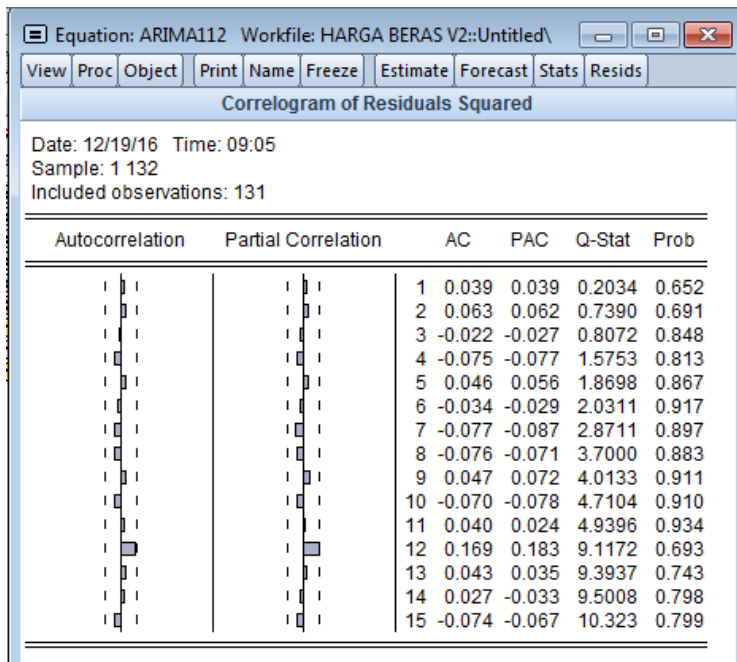 Equation: ARIMA112 Workfile: HARGA BERAS V2::Untitled\
View Proc Object Print Name Freeze Estimate Forecast Stats Resids
Correlogram of Residuals Squared
Date: 12/19/16 Time: 09:05
Sample: 1 132
Included observations: 131
Autocorrelation Partial Correlation AC PAC Q-Stat Prob
1 0.039 0.039 0.2034 0.652
2 0.063 0.062 0.7390 0.691
3 -0.022 -0.027 0.8072 0.848
4 -0.075 -0.077 1.5753 0.813
5 0.046 0.056 1.8698 0.867
6 -0.034 -0.029 2.0311 0.917
7 -0.077 -0.087 2.8711 0.897
8 -0.076 -0.071 3.7000 0.883
9 0.047 0.072 4.0133 0.911
10 -0.070 -0.078 4.7104 0.910
11 0.040 0.024 4.9396 0.934
12 0.169 0.183 9.1172 0.693
13 0.043 0.035 9.3937 0.743
14 0.027 -0.033 9.5008 0.798
15 -0.074 -0.067 10.323 0.799